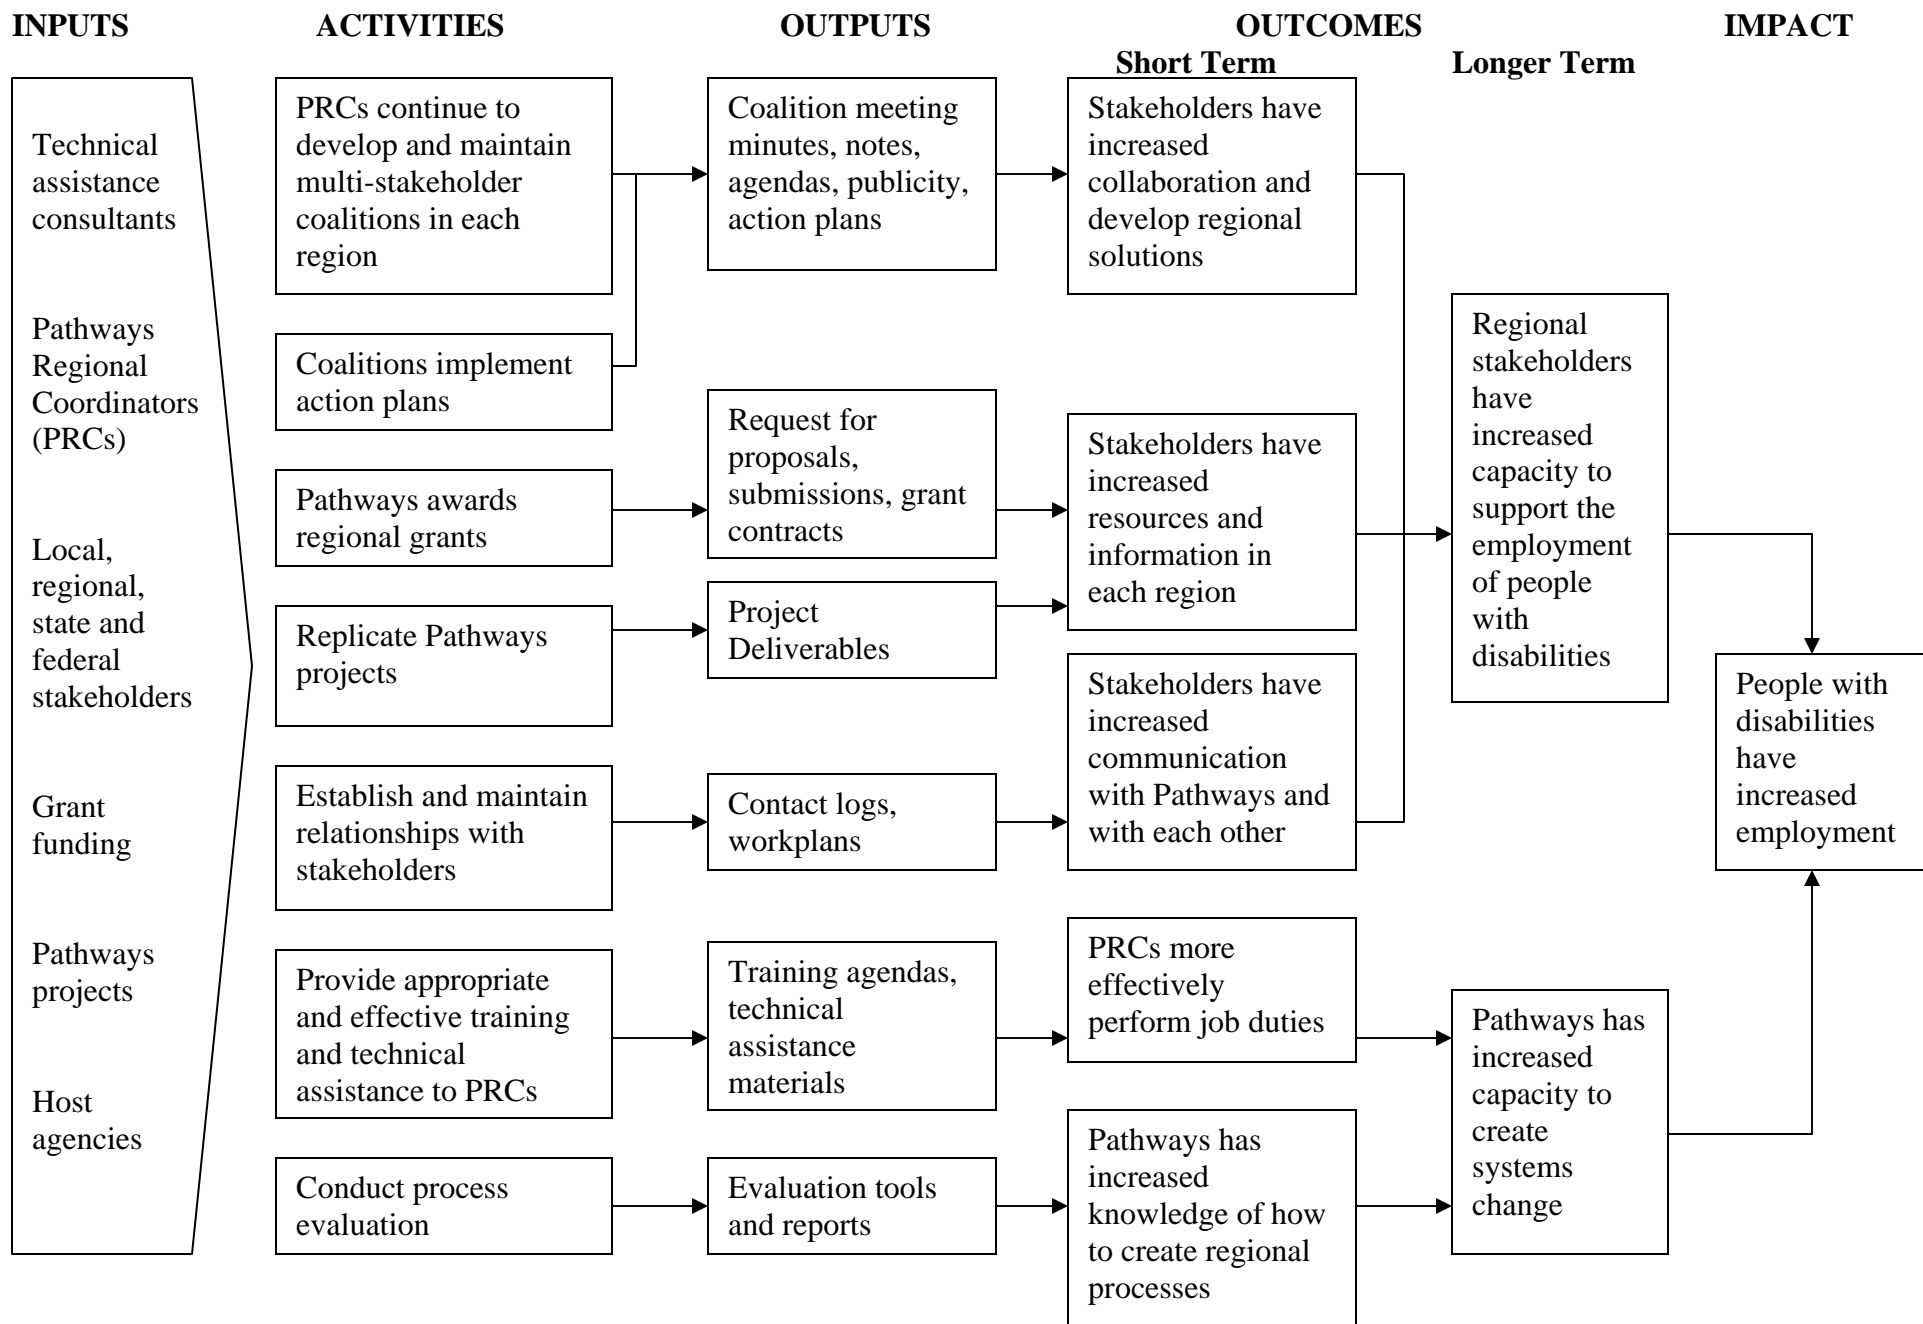 INPUTS
ACTIVITIES
OUTPUTS
OUTCOMES
IMPACT
Short Term
Longer Term
Technical
assistance
consultants
Pathways
Regional
Coordinators
(PRCs)
Local,
regional,
state and
federal
stakeholders
Grant
funding
Pathways
projects
Host
agencies
PRCs continue to
develop and maintain
multi-stakeholder
coalitions in each
region
Coalitions implement
action plans
Pathways awards
regional grants
Replicate Pathways
projects
Establish and maintain
relationships with
stakeholders
Provide appropriate
and effective training
and technical
assistance to PRCs
Conduct process
evaluation
Coalition meeting
minutes, notes,
agendas, publicity,
action plans
Request for
proposals,
submissions, grant
contracts
Project
Deliverables
Contact logs,
workplans
Training agendas,
technical
assistance
materials
Evaluation tools
and reports
Stakeholders have
increased
collaboration and
develop regional
solutions
Stakeholders have
increased
resources and
information in
each region
Stakeholders have
increased
communication
with Pathways and
with each other
PRCs more
effectively
perform job duties
Pathways has
increased
knowledge of how
to create regional
processes
Regional
stakeholders
have
increased
capacity to
support the
employment
of people
with
disabilities
Pathways has
increased
capacity to
create
systems
change
People with
disabilities
have
increased
employment